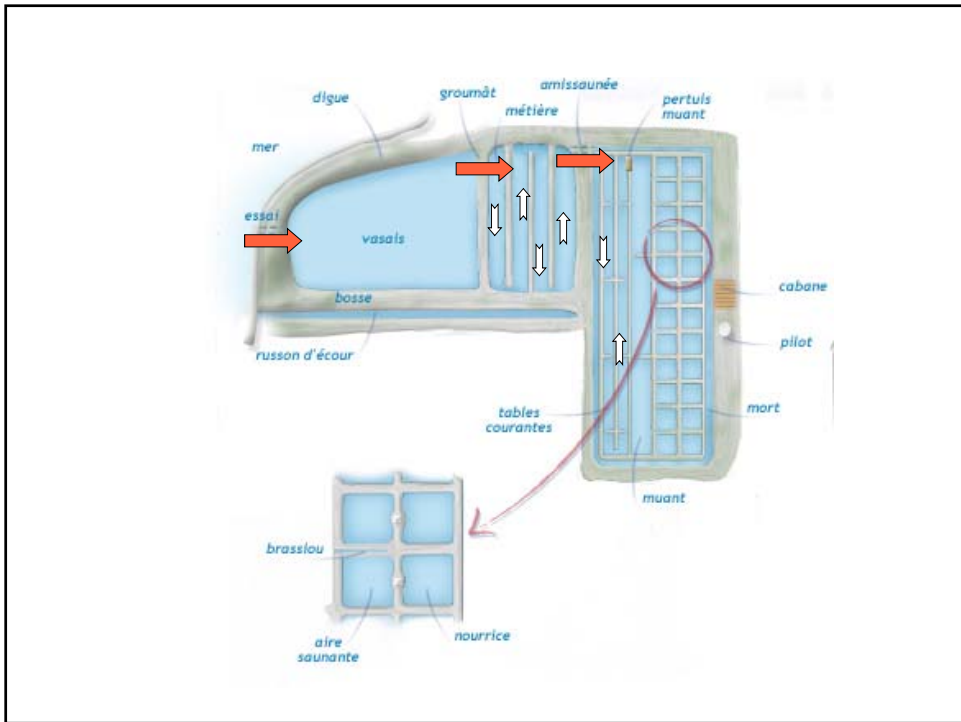 amissaunée
groumât
pertuis
muant
digue
métière
mer
essai
vasais
cabane
bosse
pilot
russon d'écour
mort
tables
courantes
muant
brassiou
aire
saunante
nourrice